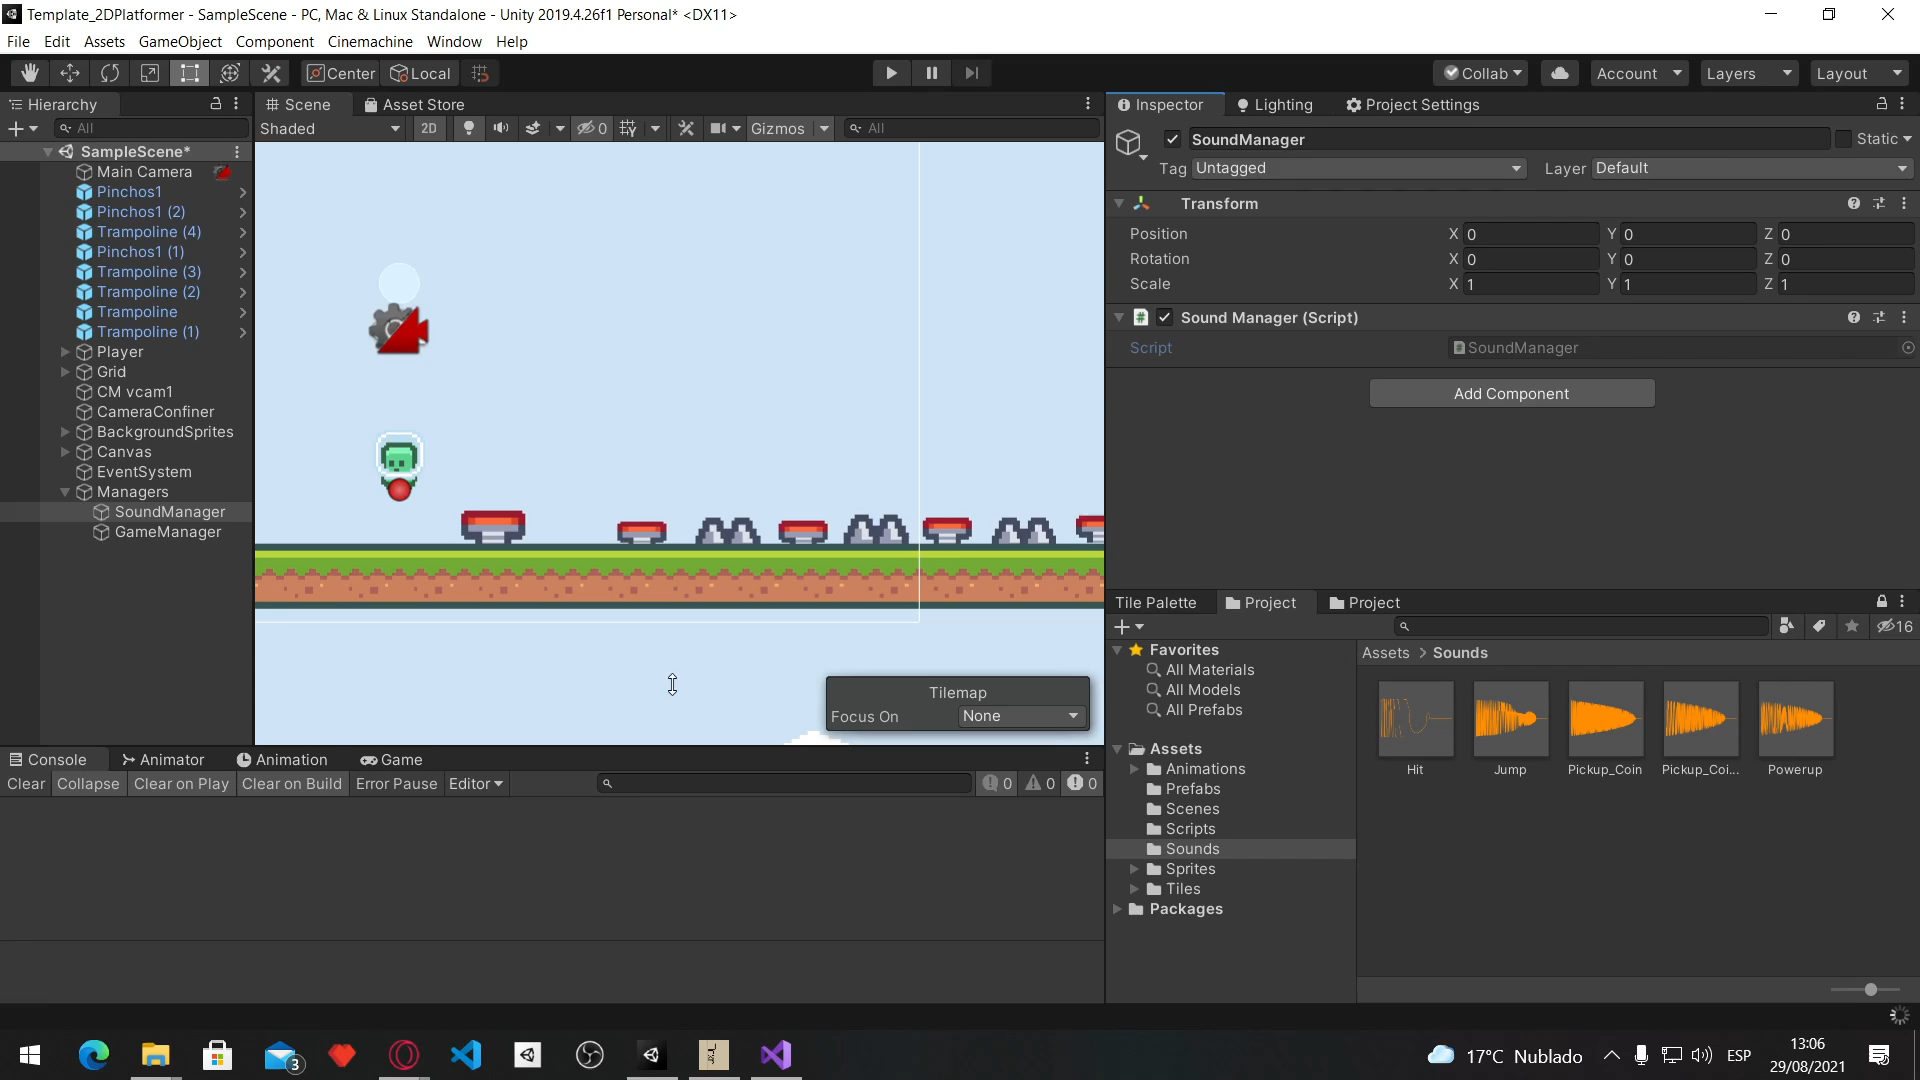 Template_2DPlatformer - SampleScene - PC, Mac & Linux Standalone - Unity 2019.4.26f1 Personal* <DX11>
File Edit Assets GameObject Component Cinemachine Window Help
Center Local Collab Account Layers Layout
Hierarchy
All
SampleScene*
Main Camera
Pinchos1
Pinchos1 (2)
Trampoline (4)
Pinchos1 (1)
Trampoline (3)
Trampoline (2)
Trampoline
Trampoline (1)
Player
Grid
CM vcam1
CameraConfiner
BackgroundSprites
Canvas
EventSystem
Managers
SoundManager
GameManager
Scene Asset Store
Shaded 2D 0 Gizmos All
Tilemap
Focus On None
Inspector Lighting Project Settings
SoundManager Static
Tag Untagged Layer Default
Transform
Position X 0 Y 0 Z 0
Rotation X 0 Y 0 Z 0
Scale X 1 Y 1 Z 1
Sound Manager (Script)
Script SoundManager
Add Component
Tile Palette Project Project
16
Favorites
All Materials
All Models
All Prefabs
Assets
Animations
Prefabs
Scenes
Scripts
Sounds
Sprites
Tiles
Packages
Assets > Sounds
Hit Jump Pickup_Coin Pickup_Coi... Powerup
Console Animator Animation Game
Clear Collapse Clear on Play Clear on Build Error Pause Editor 0 0 0
3
17°C Nublado ESP 13:06
29/08/2021